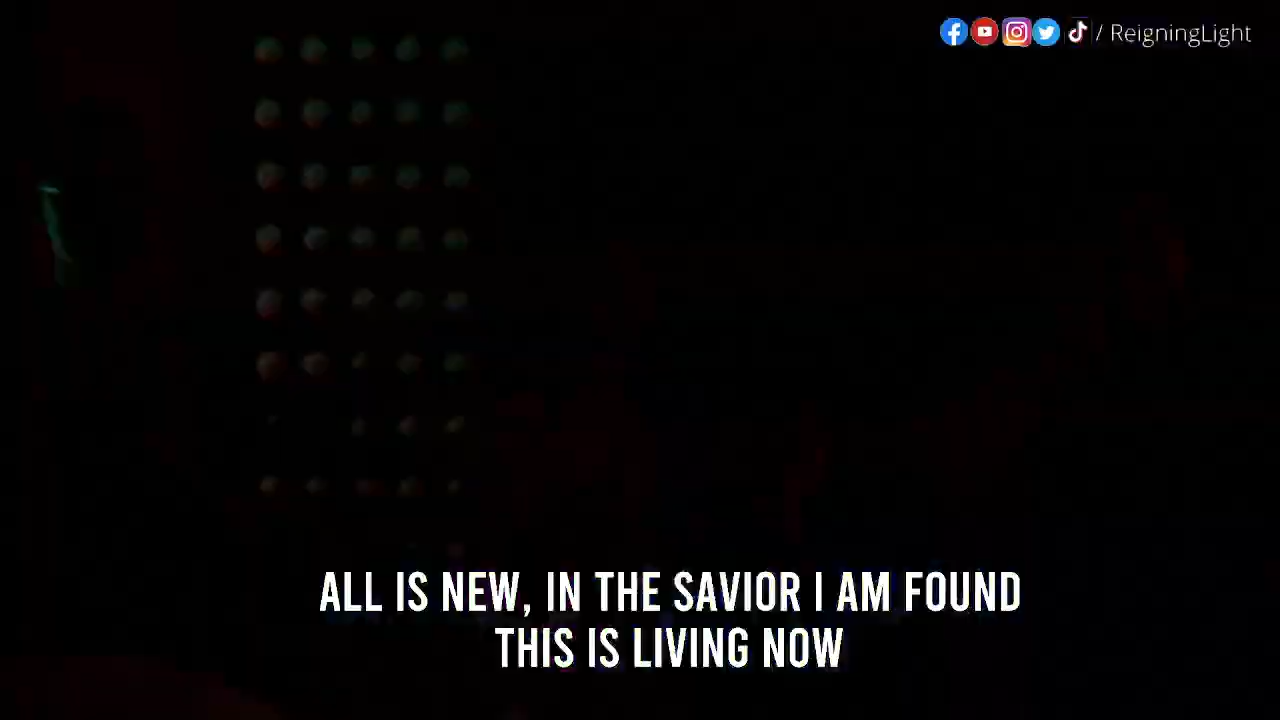 / ReigningLight
ALL IS NEW, IN THE SAVIOR I AM FOUND
THIS IS LIVING NOW